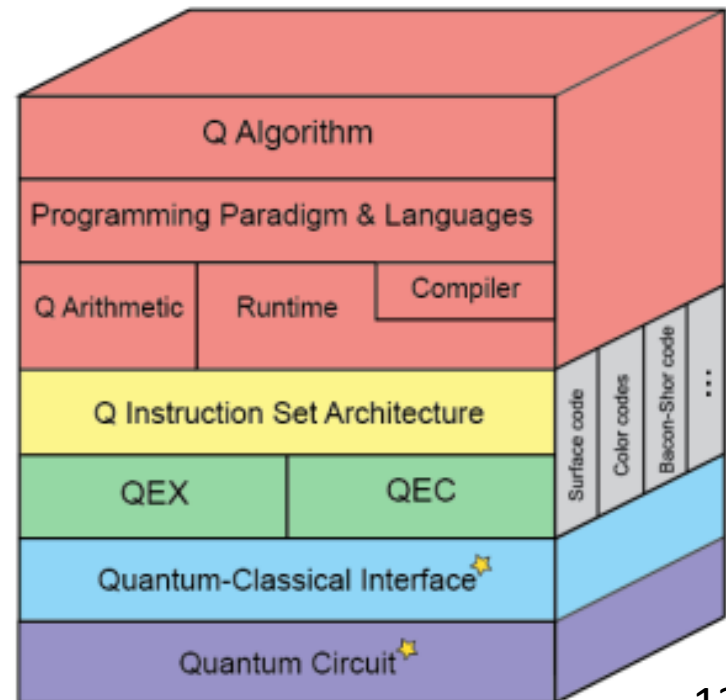 Q Algorithm
Programming Paradigm & Languages
Q Arithmetic
Runtime
Compiler
Q Instruction Set Architecture
QEX
QEC
Surface code
Color codes
Bacon-Shor code
...
Quantum-Classical Interface
Quantum Circuit